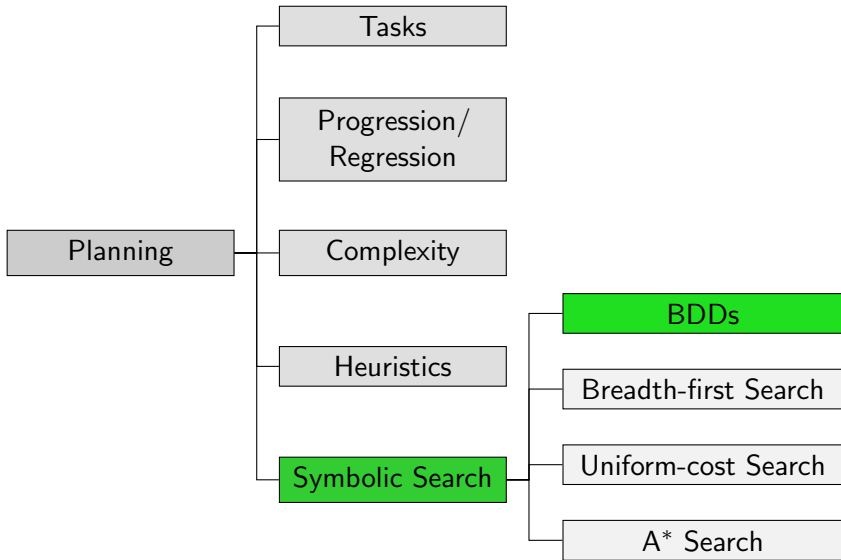 Tasks
Progression/
Regression
Planning
Complexity
BDDs
Heuristics
Breadth-first Search
Uniform-cost Search
Symbolic Search
A* Search